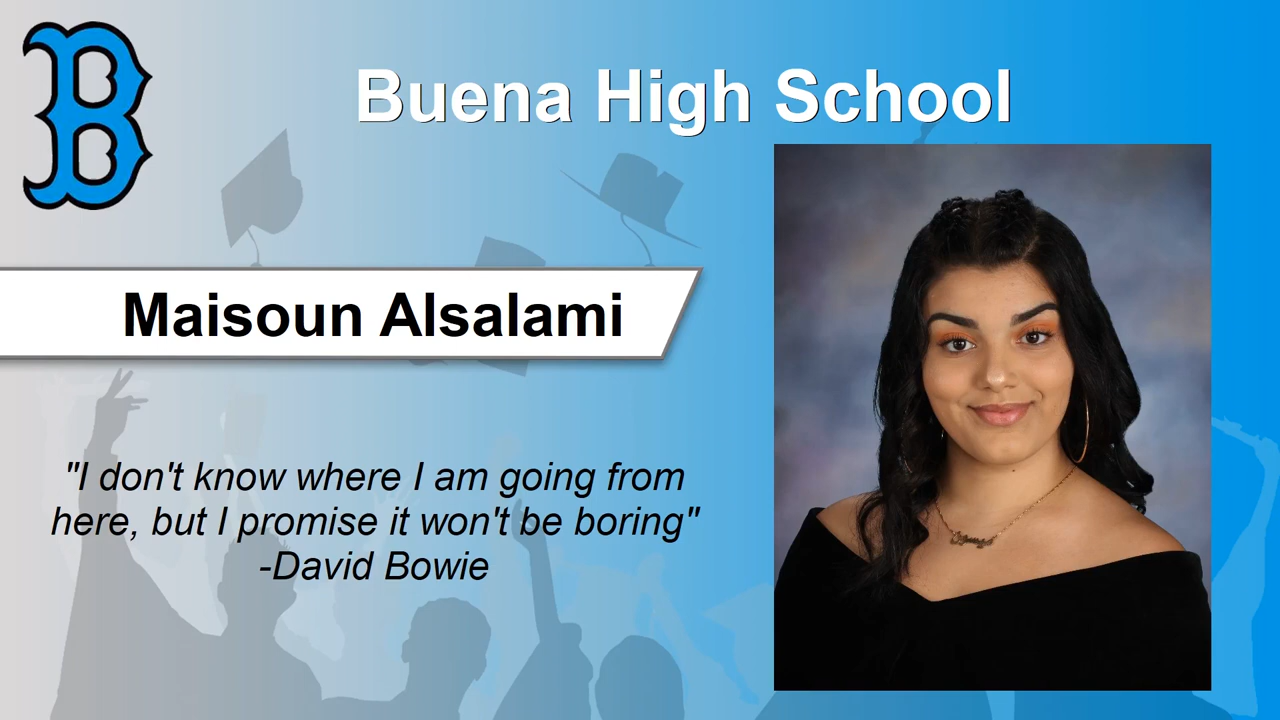 B
Buena High School
Maisoun Alsalami
"I don't know where I am going from
here, but I promise it won't be boring"
-David Bowie